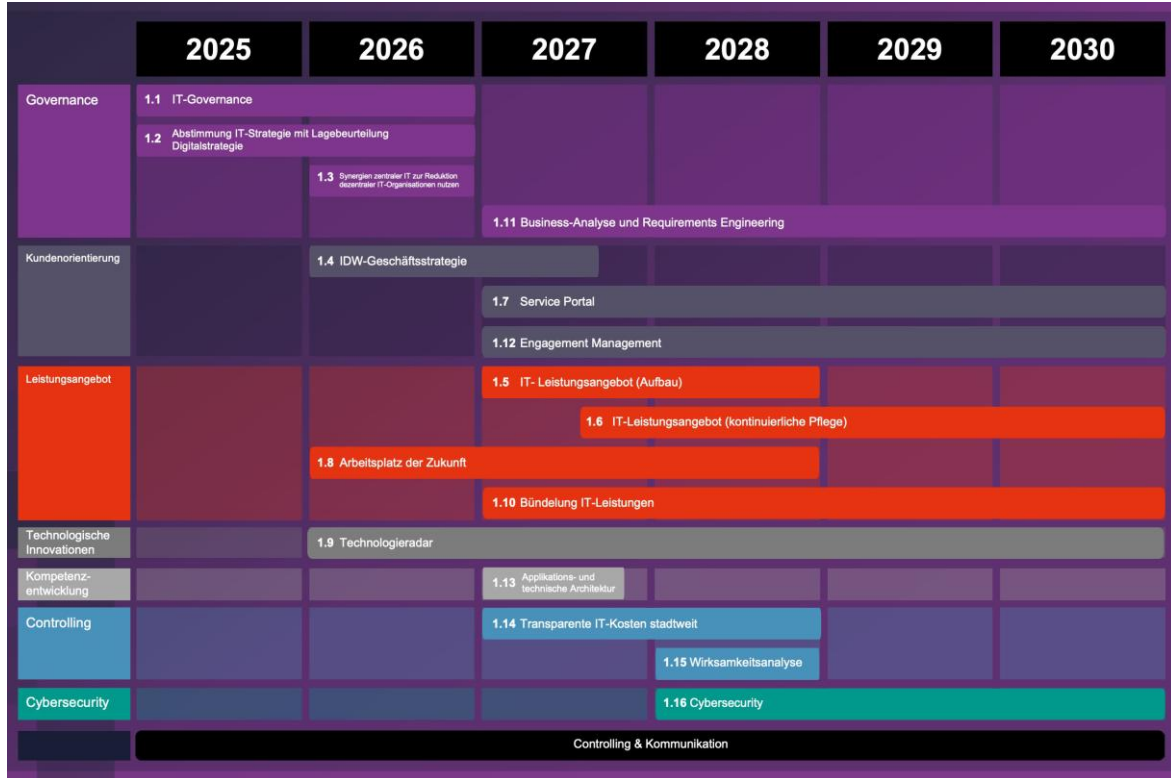 2025 2026 2027 2028 2029 2030
Governance
1.1 IT-Governance
1.2 Abstimmung IT-Strategie mit Lagebeurteilung
Digitalstrategie
1.3 Synergien zentraler IT zur Reduktion
dezentraler IT-Organisationen nutzen
1.11 Business-Analyse und Requirements Engineering
Kundenorientierung
1.4 IDW-Geschäftsstrategie
1.7 Service Portal
1.12 Engagement Management
Leistungsangebot
1.5 IT- Leistungsangebot (Aufbau)
1.6 IT-Leistungsangebot (kontinuierliche Pflege)
1.8 Arbeitsplatz der Zukunft
1.10 Bündelung IT-Leistungen
Technologische
Innovationen
1.9 Technologieradar
Kompetenz-
entwicklung
1.13 Applikations- und
technische Architektur
Controlling
1.14 Transparente IT-Kosten stadtweit
1.15 Wirksamkeitsanalyse
Cybersecurity
1.16 Cybersecurity
Controlling & Kommunikation